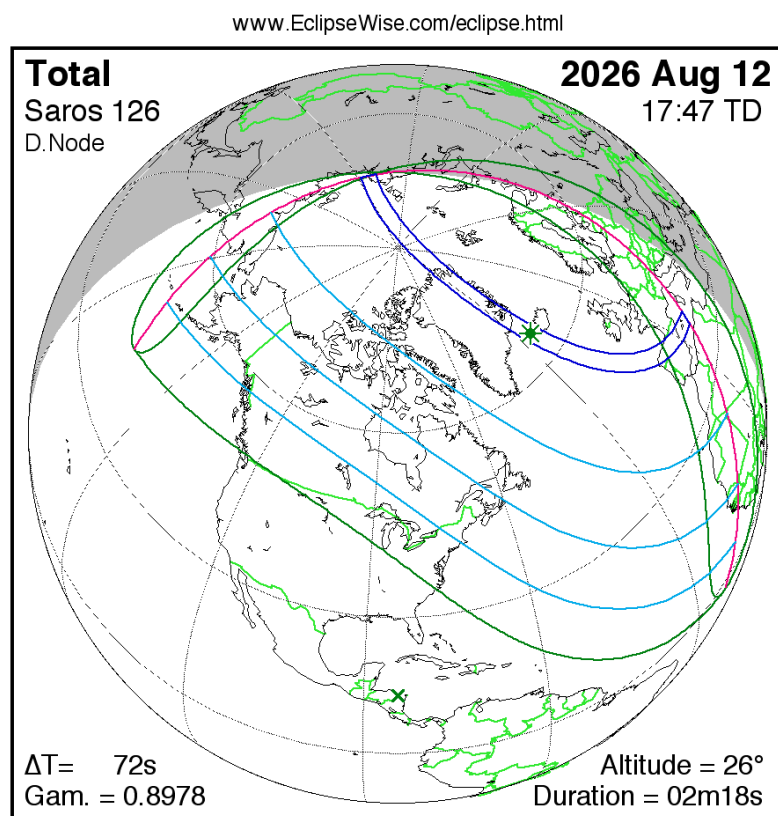 www.EclipseWise.com/eclipse.html
Total
2026 Aug 12
Saros 126
17:47 TD
D.Node
ΔT= 72s
Altitude = 26°
Gam. = 0.8978
Duration = 02m18s